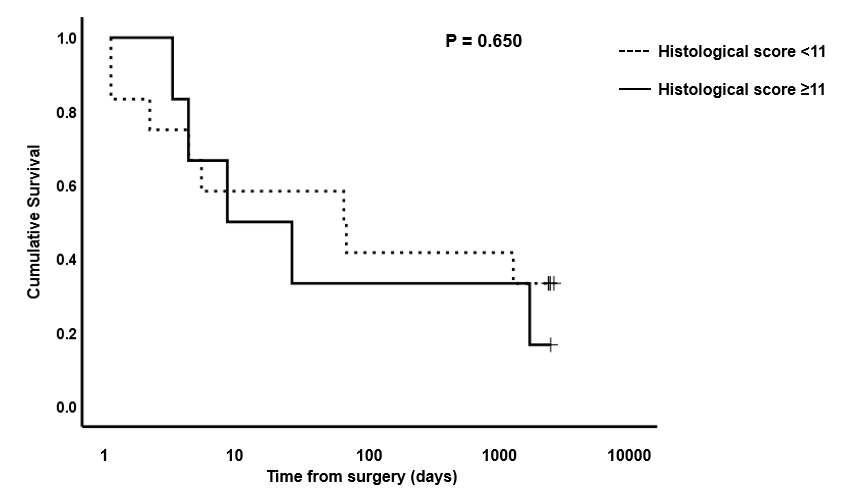 P = 0.650
Histological score <11
Histological score ≥11
Cumulative Survival
1.0
0.8
0.6
0.4
0.2
0.0
1 10 100 1000 10000
Time from surgery (days)